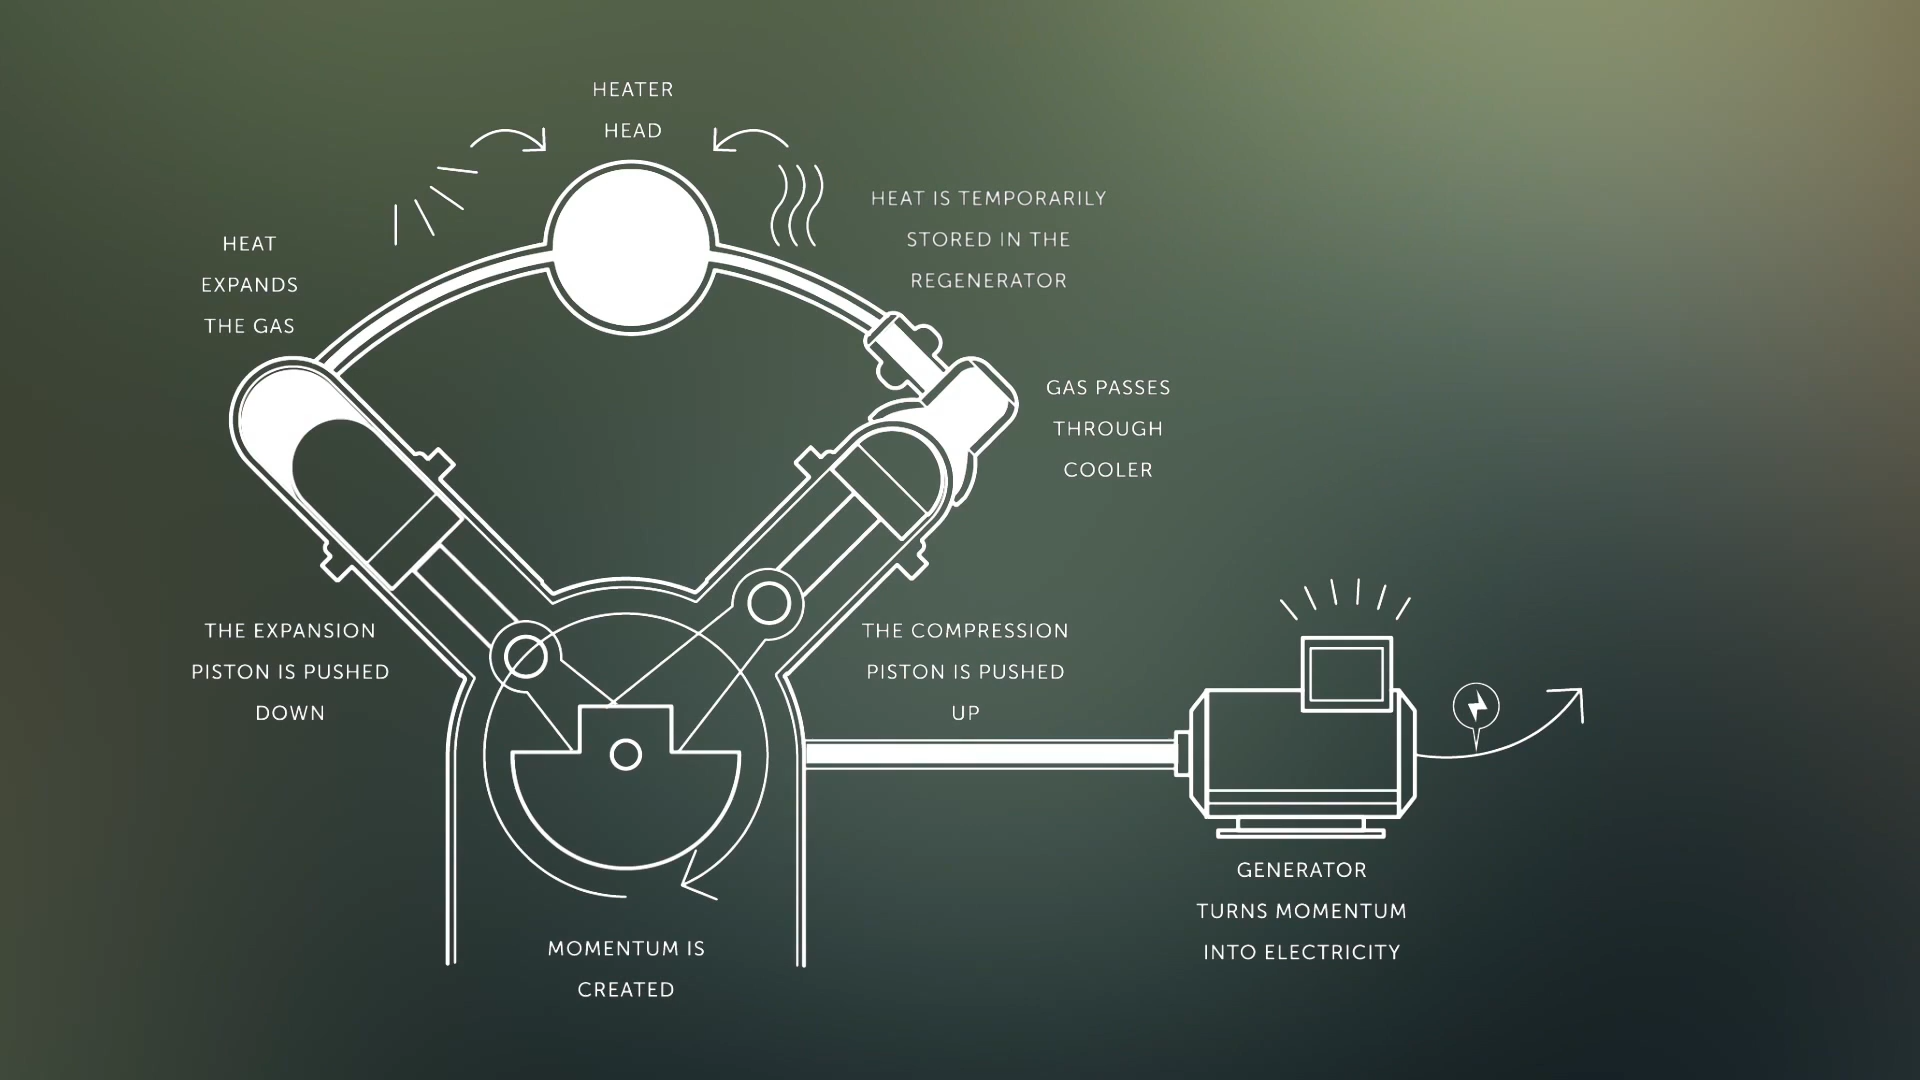 HEATER
HEAD
HEAT IS TEMPORARILY
STORED IN THE
REGENERATOR
HEAT
EXPANDS
THE GAS
GAS PASSES
THROUGH
COOLER
THE EXPANSION
PISTON IS PUSHED
DOWN
THE COMPRESSION
PISTON IS PUSHED
UP
GENERATOR
TURNS MOMENTUM
INTO ELECTRICITY
MOMENTUM IS
CREATED